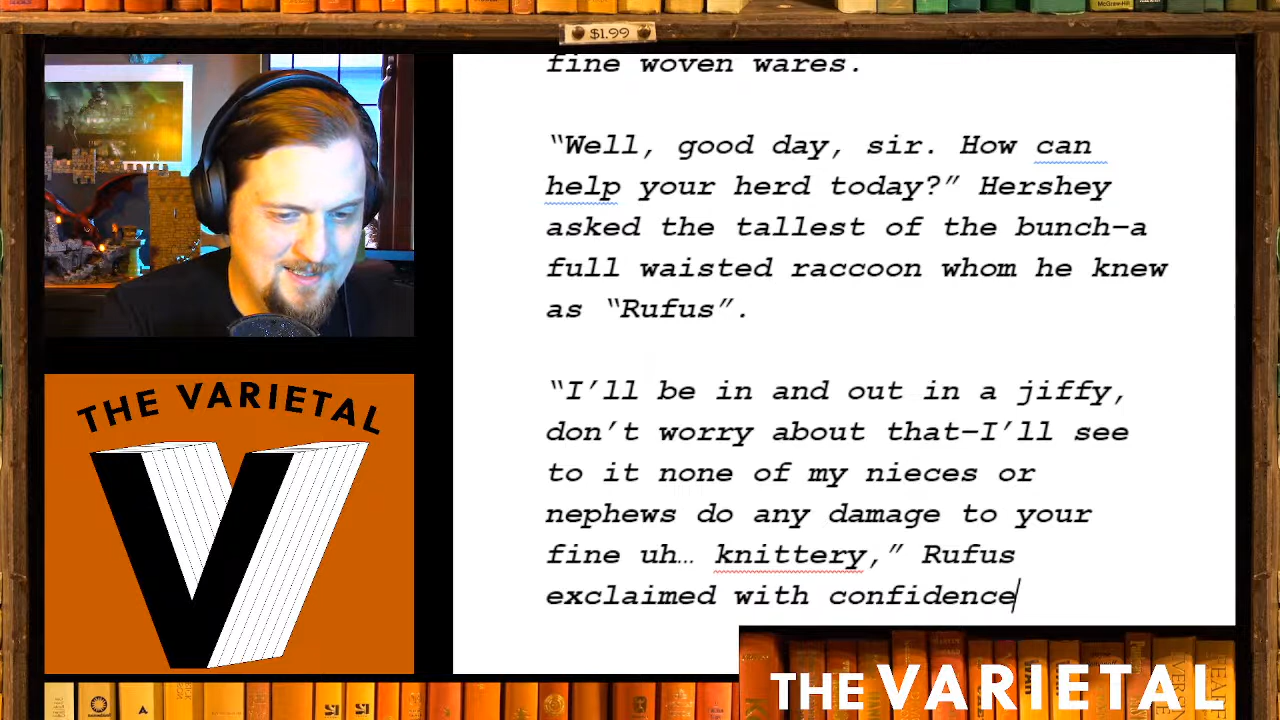 McGraw-Hill
$1.99
fine woven wares.
“Well, good day, sir. How can
help your herd today?” Hershey
asked the tallest of the bunch–a
full waisted raccoon whom he knew
as “Rufus”.
“I’ll be in and out in a jiffy,
don’t worry about that–I’ll see
to it none of my nieces or
nephews do any damage to your
fine uh… knittery,” Rufus
exclaimed with confidence
THE VARIETAL
V
THE VARIETAL